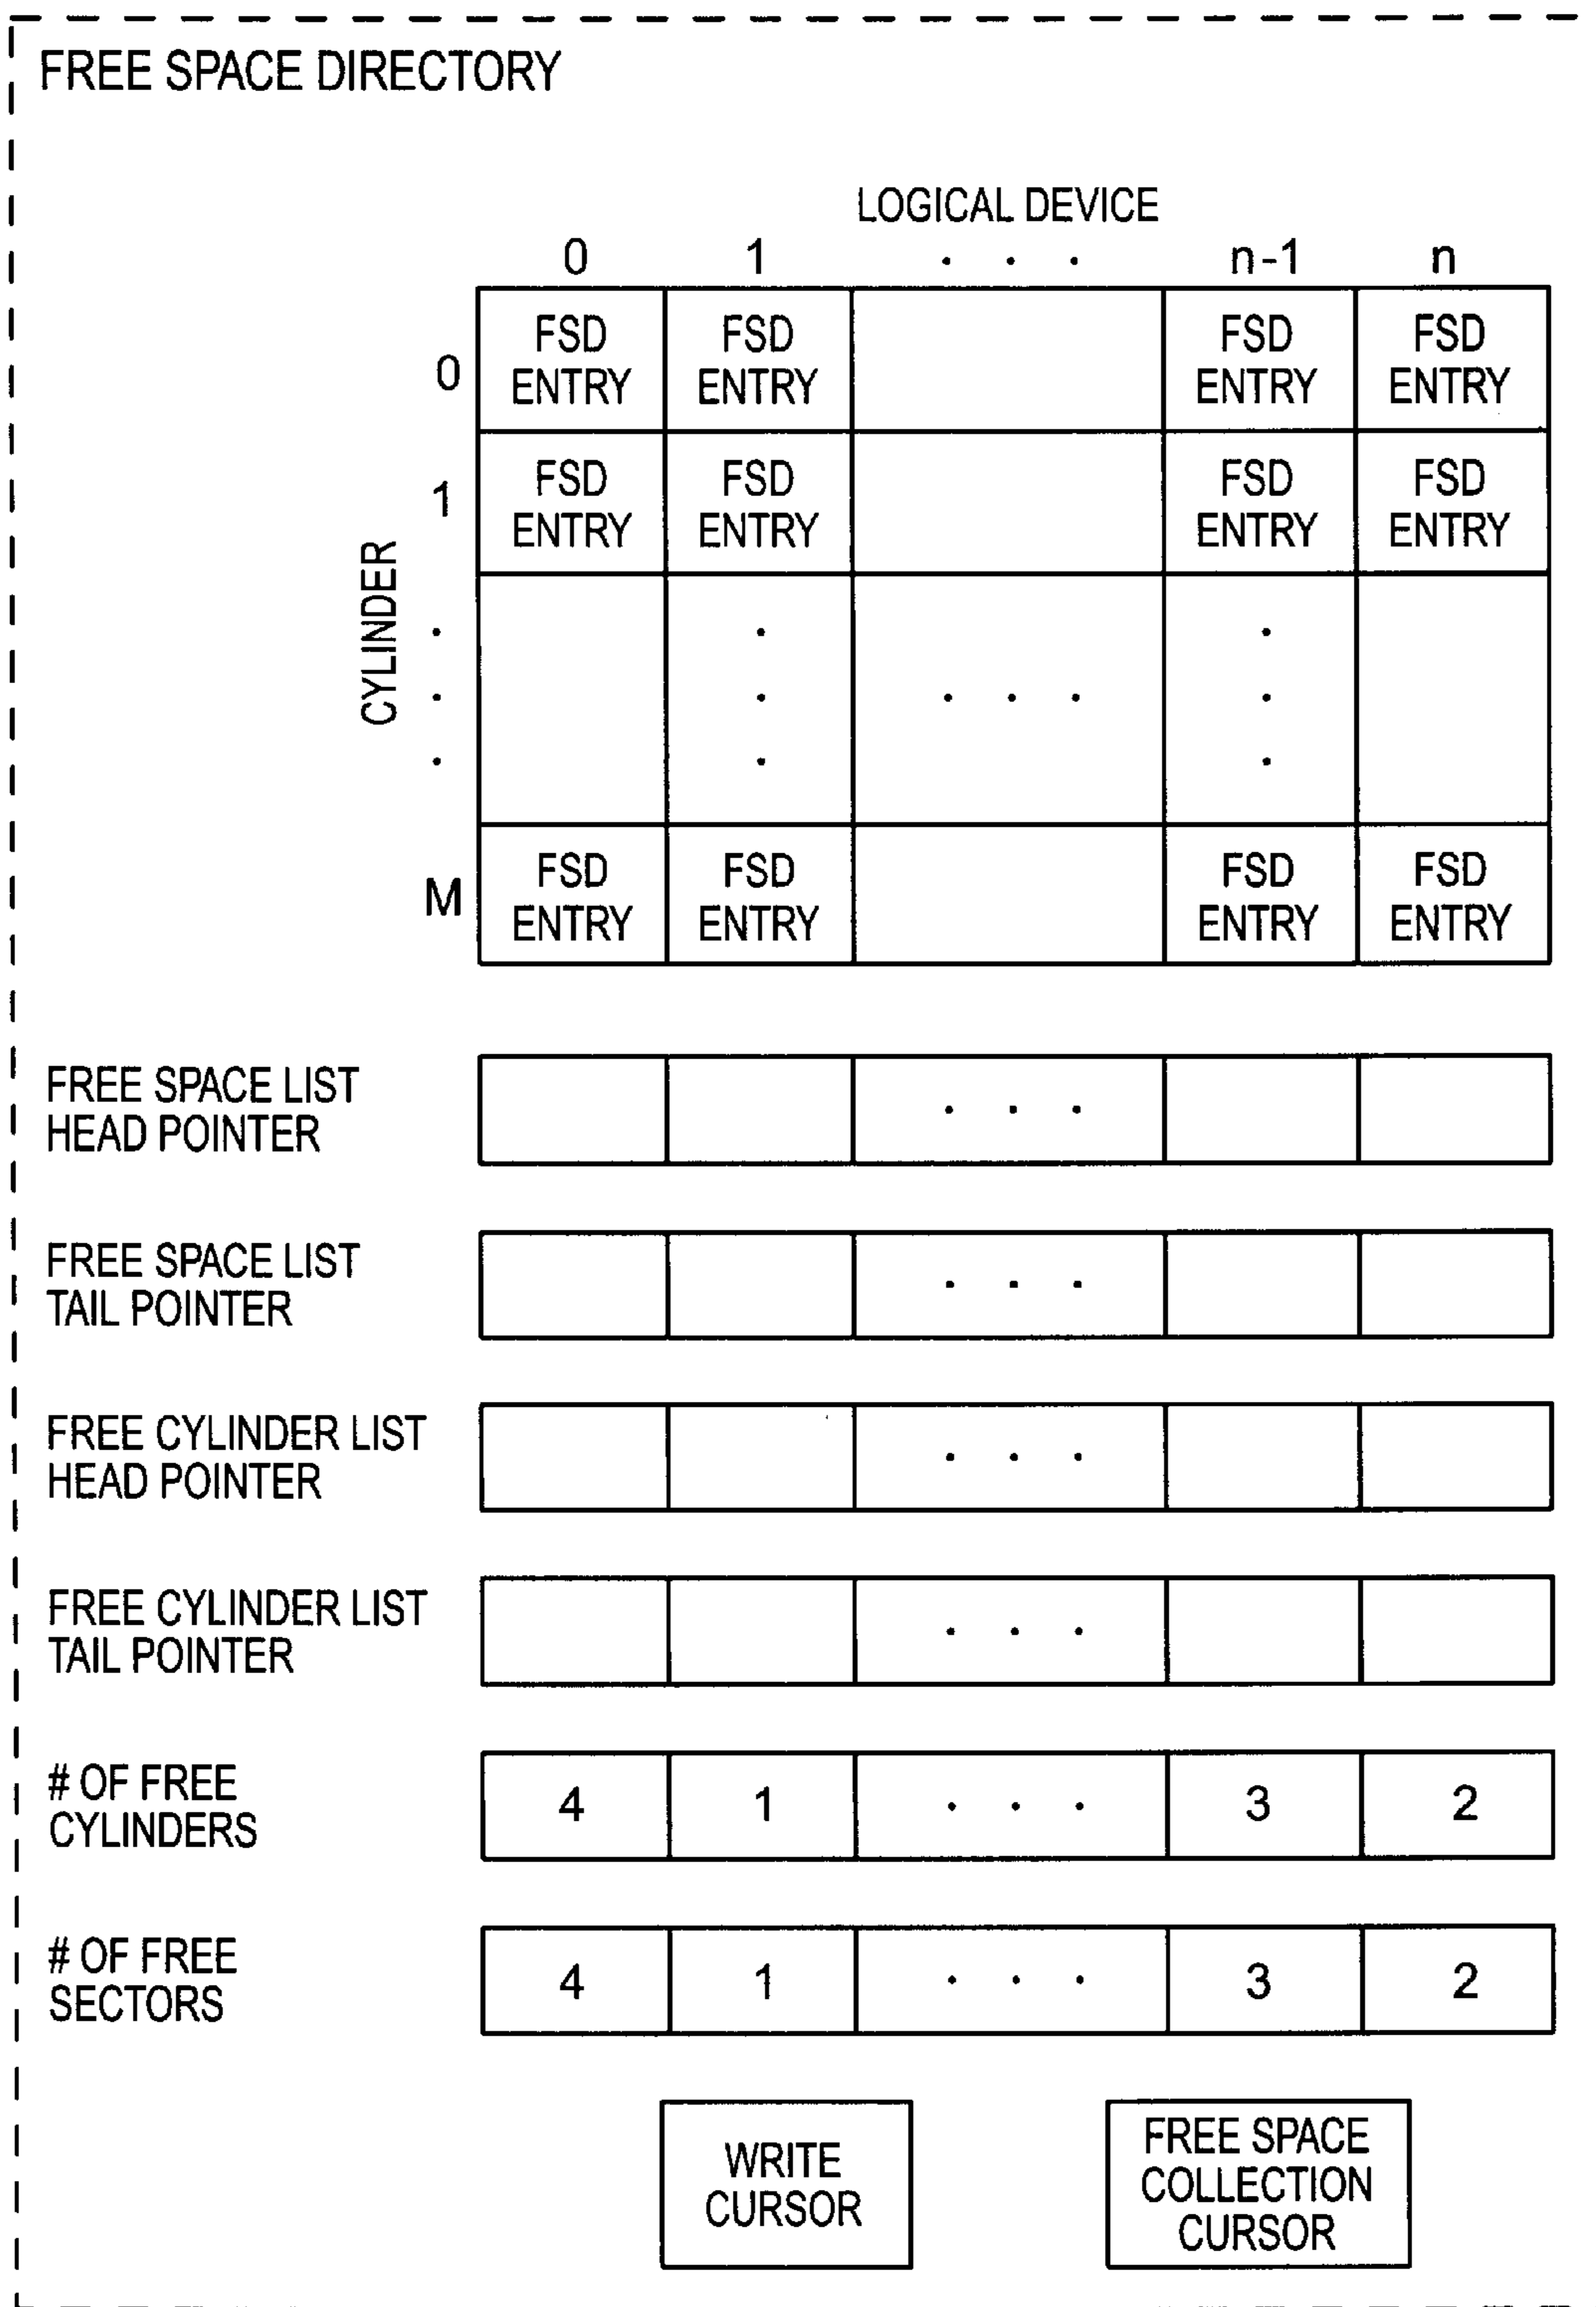 FREE SPACE DIRECTORY
LOGICAL DEVICE
0 1 . . . n-1 n
CYLINDER
0 FSD ENTRY FSD ENTRY FSD ENTRY FSD ENTRY
1 FSD ENTRY FSD ENTRY FSD ENTRY FSD ENTRY
. . .
M FSD ENTRY FSD ENTRY FSD ENTRY FSD ENTRY
FREE SPACE LIST
HEAD POINTER
. . .
FREE SPACE LIST
TAIL POINTER
. . .
FREE CYLINDER LIST
HEAD POINTER
. . .
FREE CYLINDER LIST
TAIL POINTER
. . .
# OF FREE
CYLINDERS
4 1 . . . 3 2
# OF FREE
SECTORS
4 1 . . . 3 2
WRITE
CURSOR
FREE SPACE
COLLECTION
CURSOR